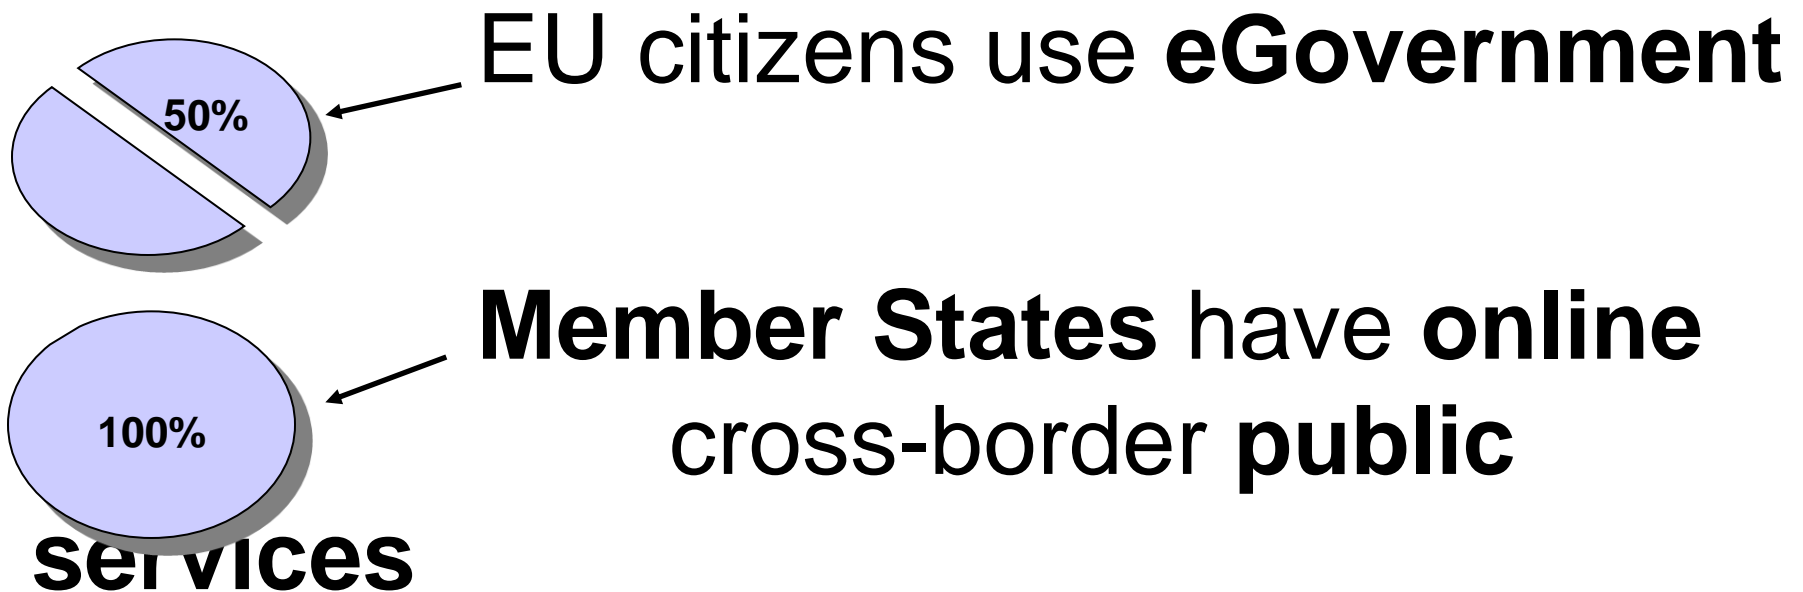 EU citizens use eGovernment
50%
Member States have online
cross-border public
100%
services